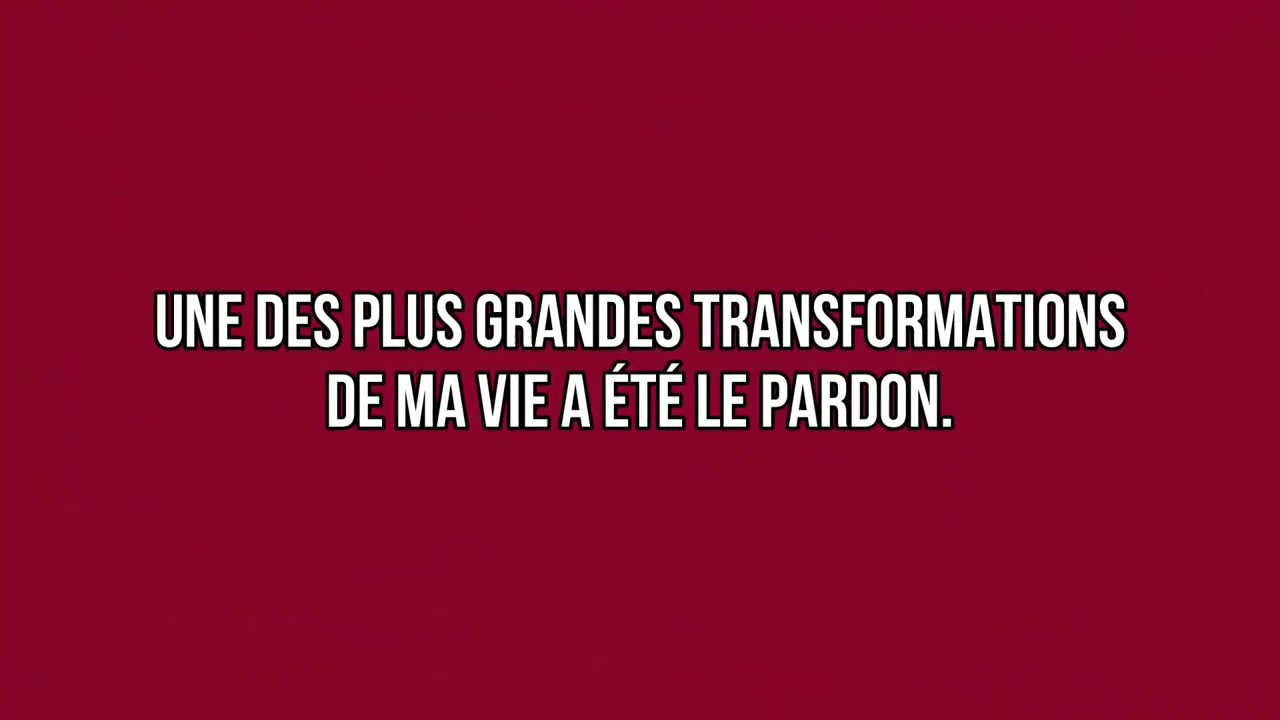 UNE DES PLUS GRANDES TRANSFORMATIONS
DE MA VIE A ÉTÉ LE PARDON.